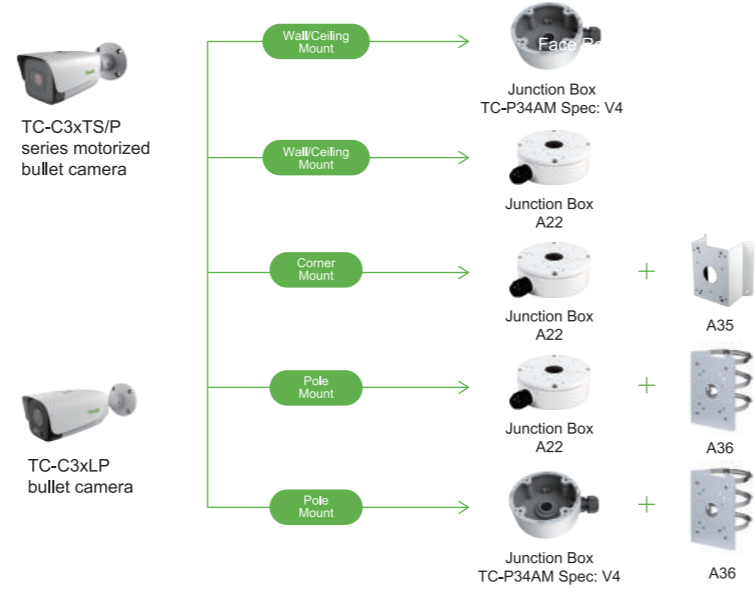 Wall/Ceiling
Mount
Face
Junction Box
TC-P34AM Spec: V4
TC-C3xTS/P
series motorized
bullet camera
Wall/Ceiling
Mount
Junction Box
A22
Corner
Mount
+
Junction Box
A22
A35
Pole
Mount
+
Junction Box
A22
A36
TC-C3xLP
bullet camera
Pole
Mount
+
Junction Box
TC-P34AM Spec: V4
A36